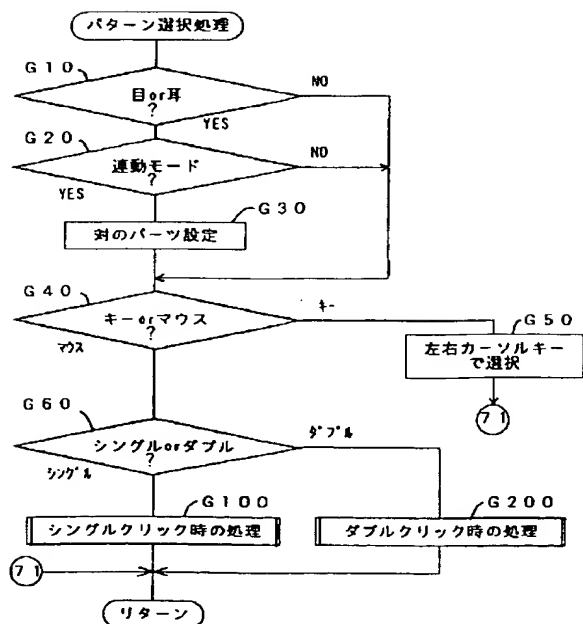 パターン選択処理
G10
目or耳
?
NO
YES
G20
連動モード
?
NO
YES
G30
対のパーツ設定
G40
キーorマウス
?
キー
マウス
G50
左右カーソルキー
で選択
71
G60
シングルorダブル
?
ダブル
シングル
G100
シングルクリック時の処理
G200
ダブルクリック時の処理
71
リターン